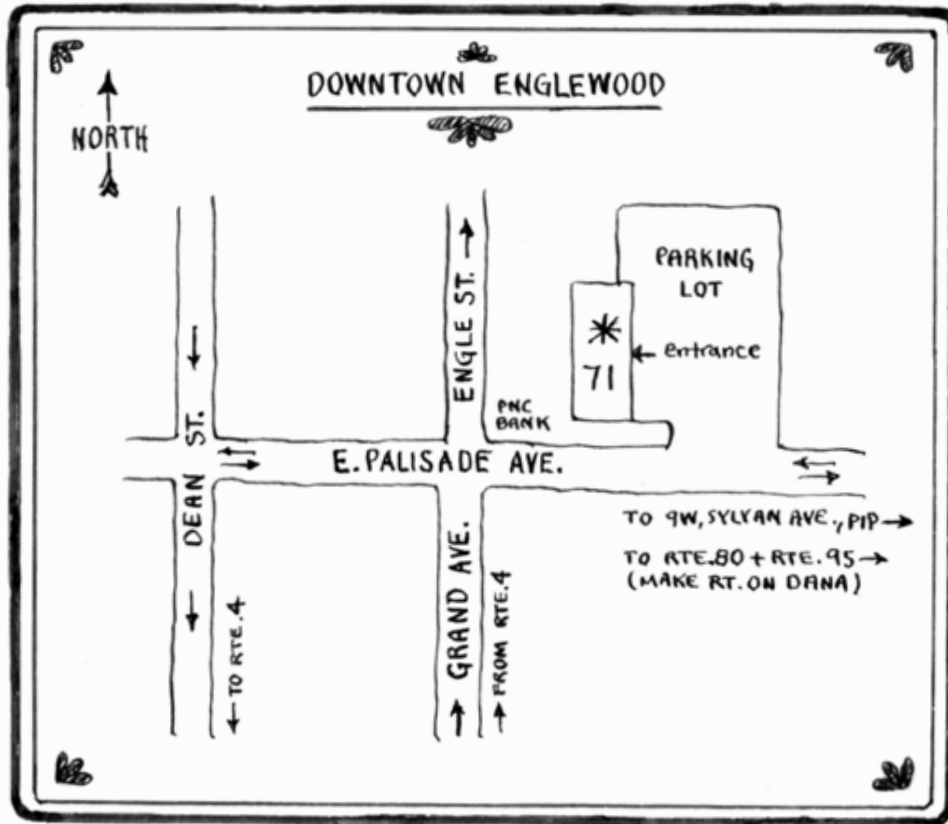 DOWNTOWN ENGLEWOOD
NORTH
PARKING
LOT
ENGLE ST.
* 
71
entrance
PNC
BANK
DEAN ST.
E. PALISADE AVE.
GRAND AVE.
TO RTE.4
FROM RTE.4
TO 9W, SYLVAN AVE., PIP
TO RTE.80 + RTE.95
(MAKE RT. ON DANA)